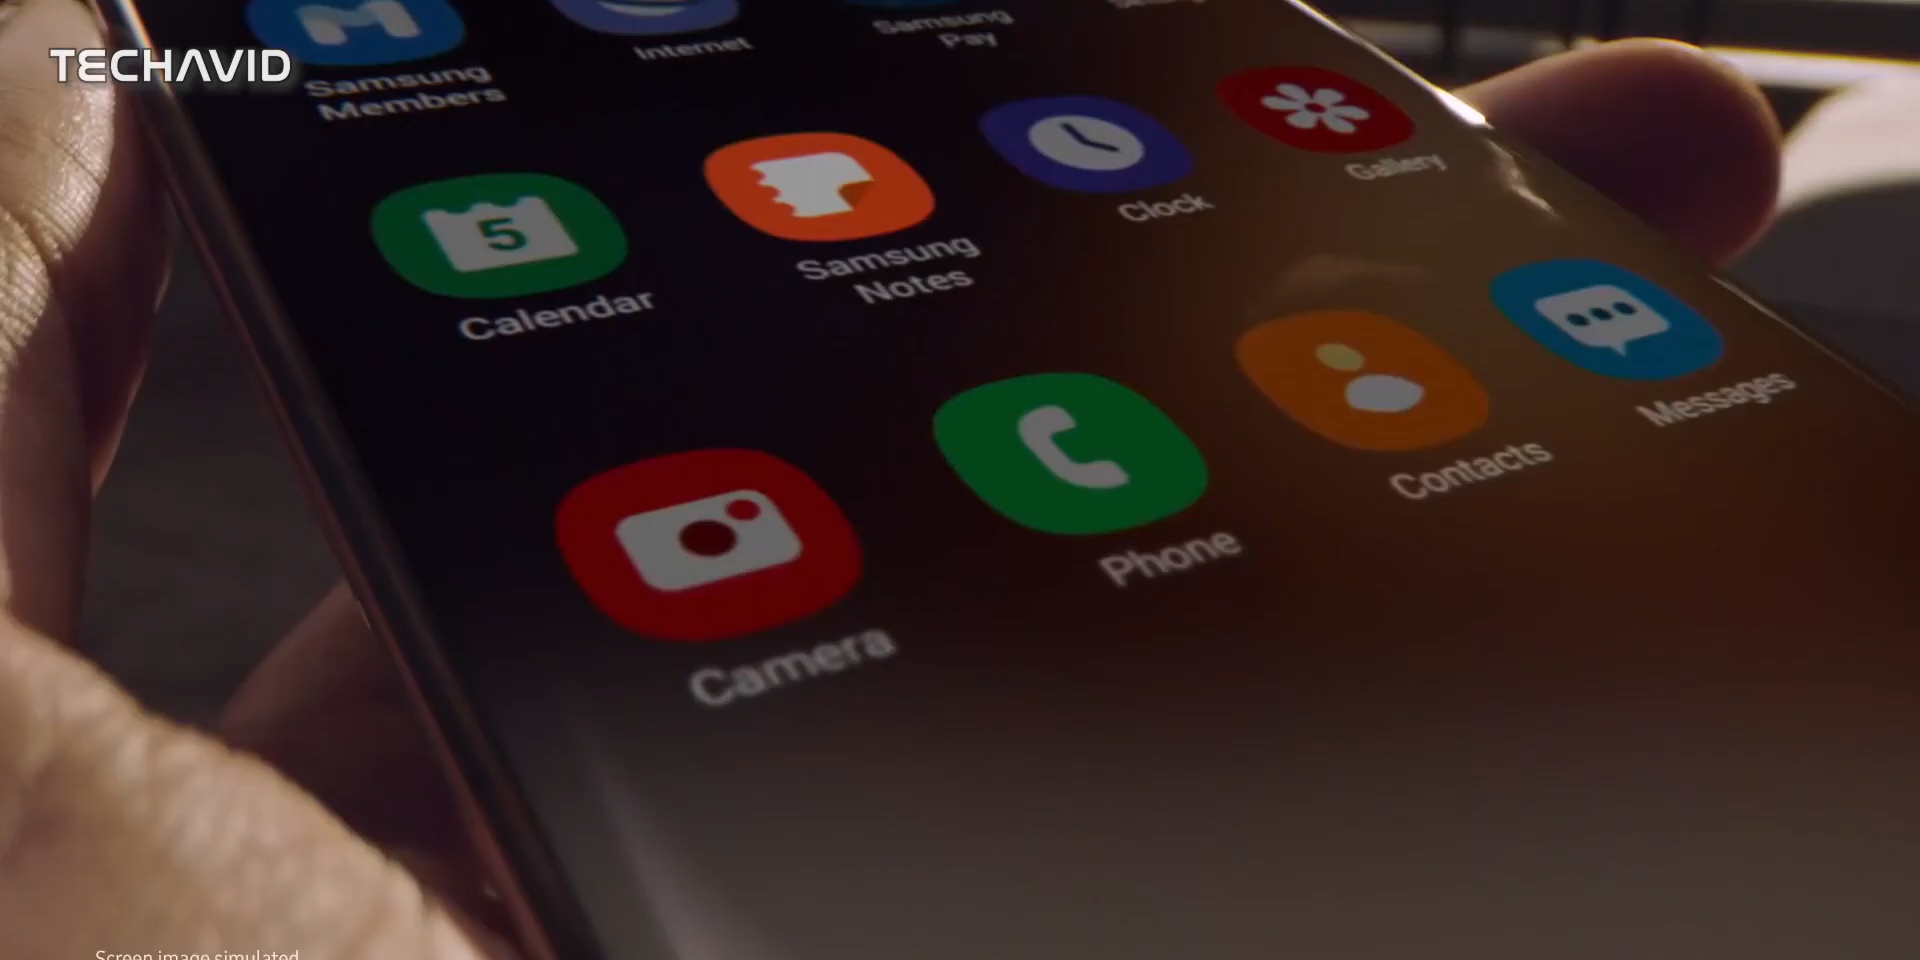 TECHAVID
Samsung
Members
Internet
Samsung
Pay
Calendar
5
Samsung
Notes
Clock
Gallery
Camera
Phone
Contacts
Messages
Screen image simulated